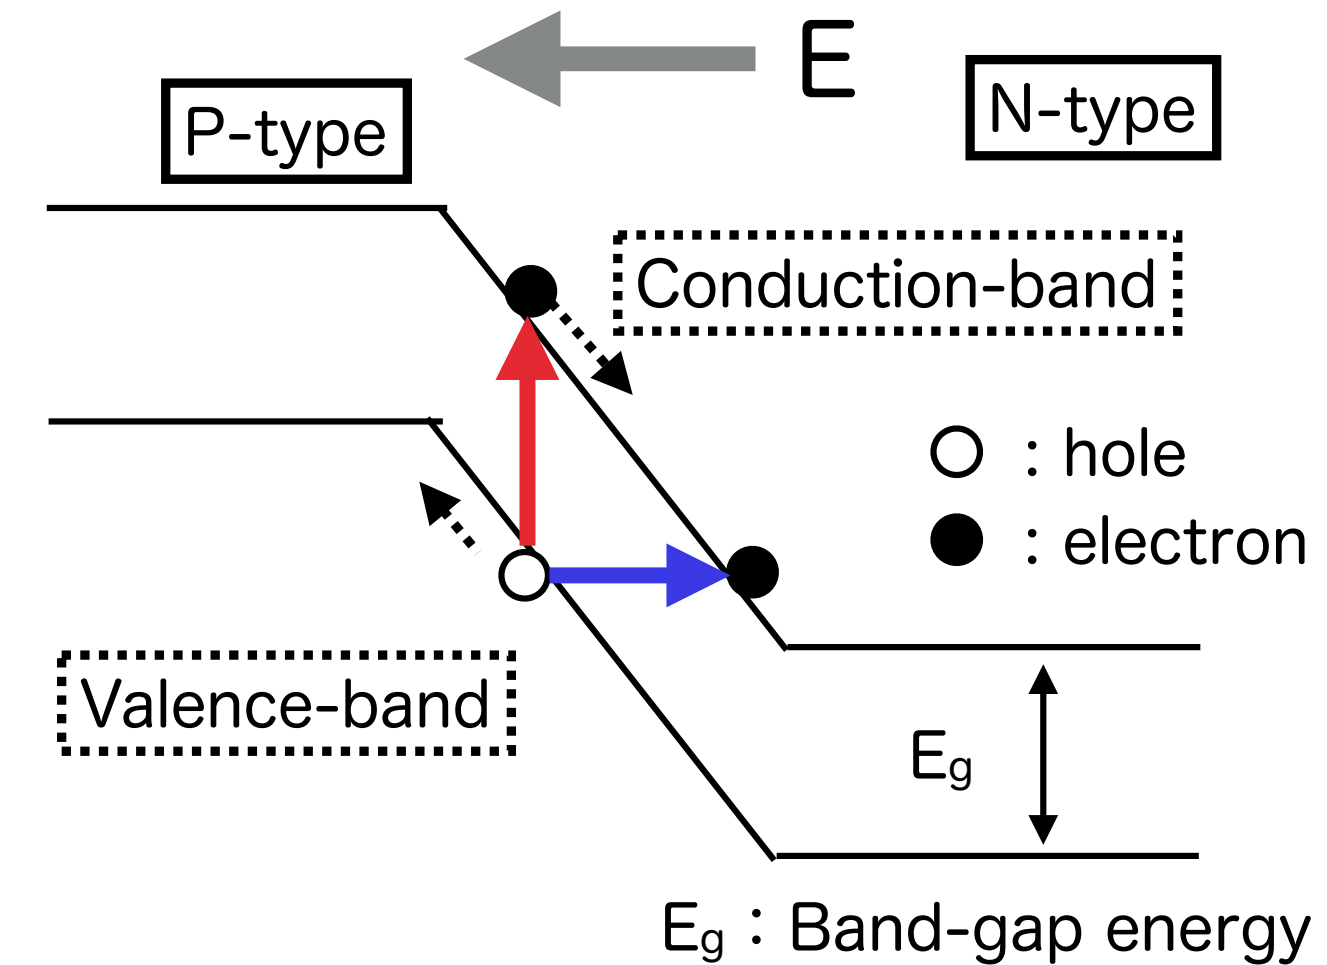 E
P-type
N-type
Conduction-band
: hole
: electron
Valence-band
Eg
Eg : Band-gap energy